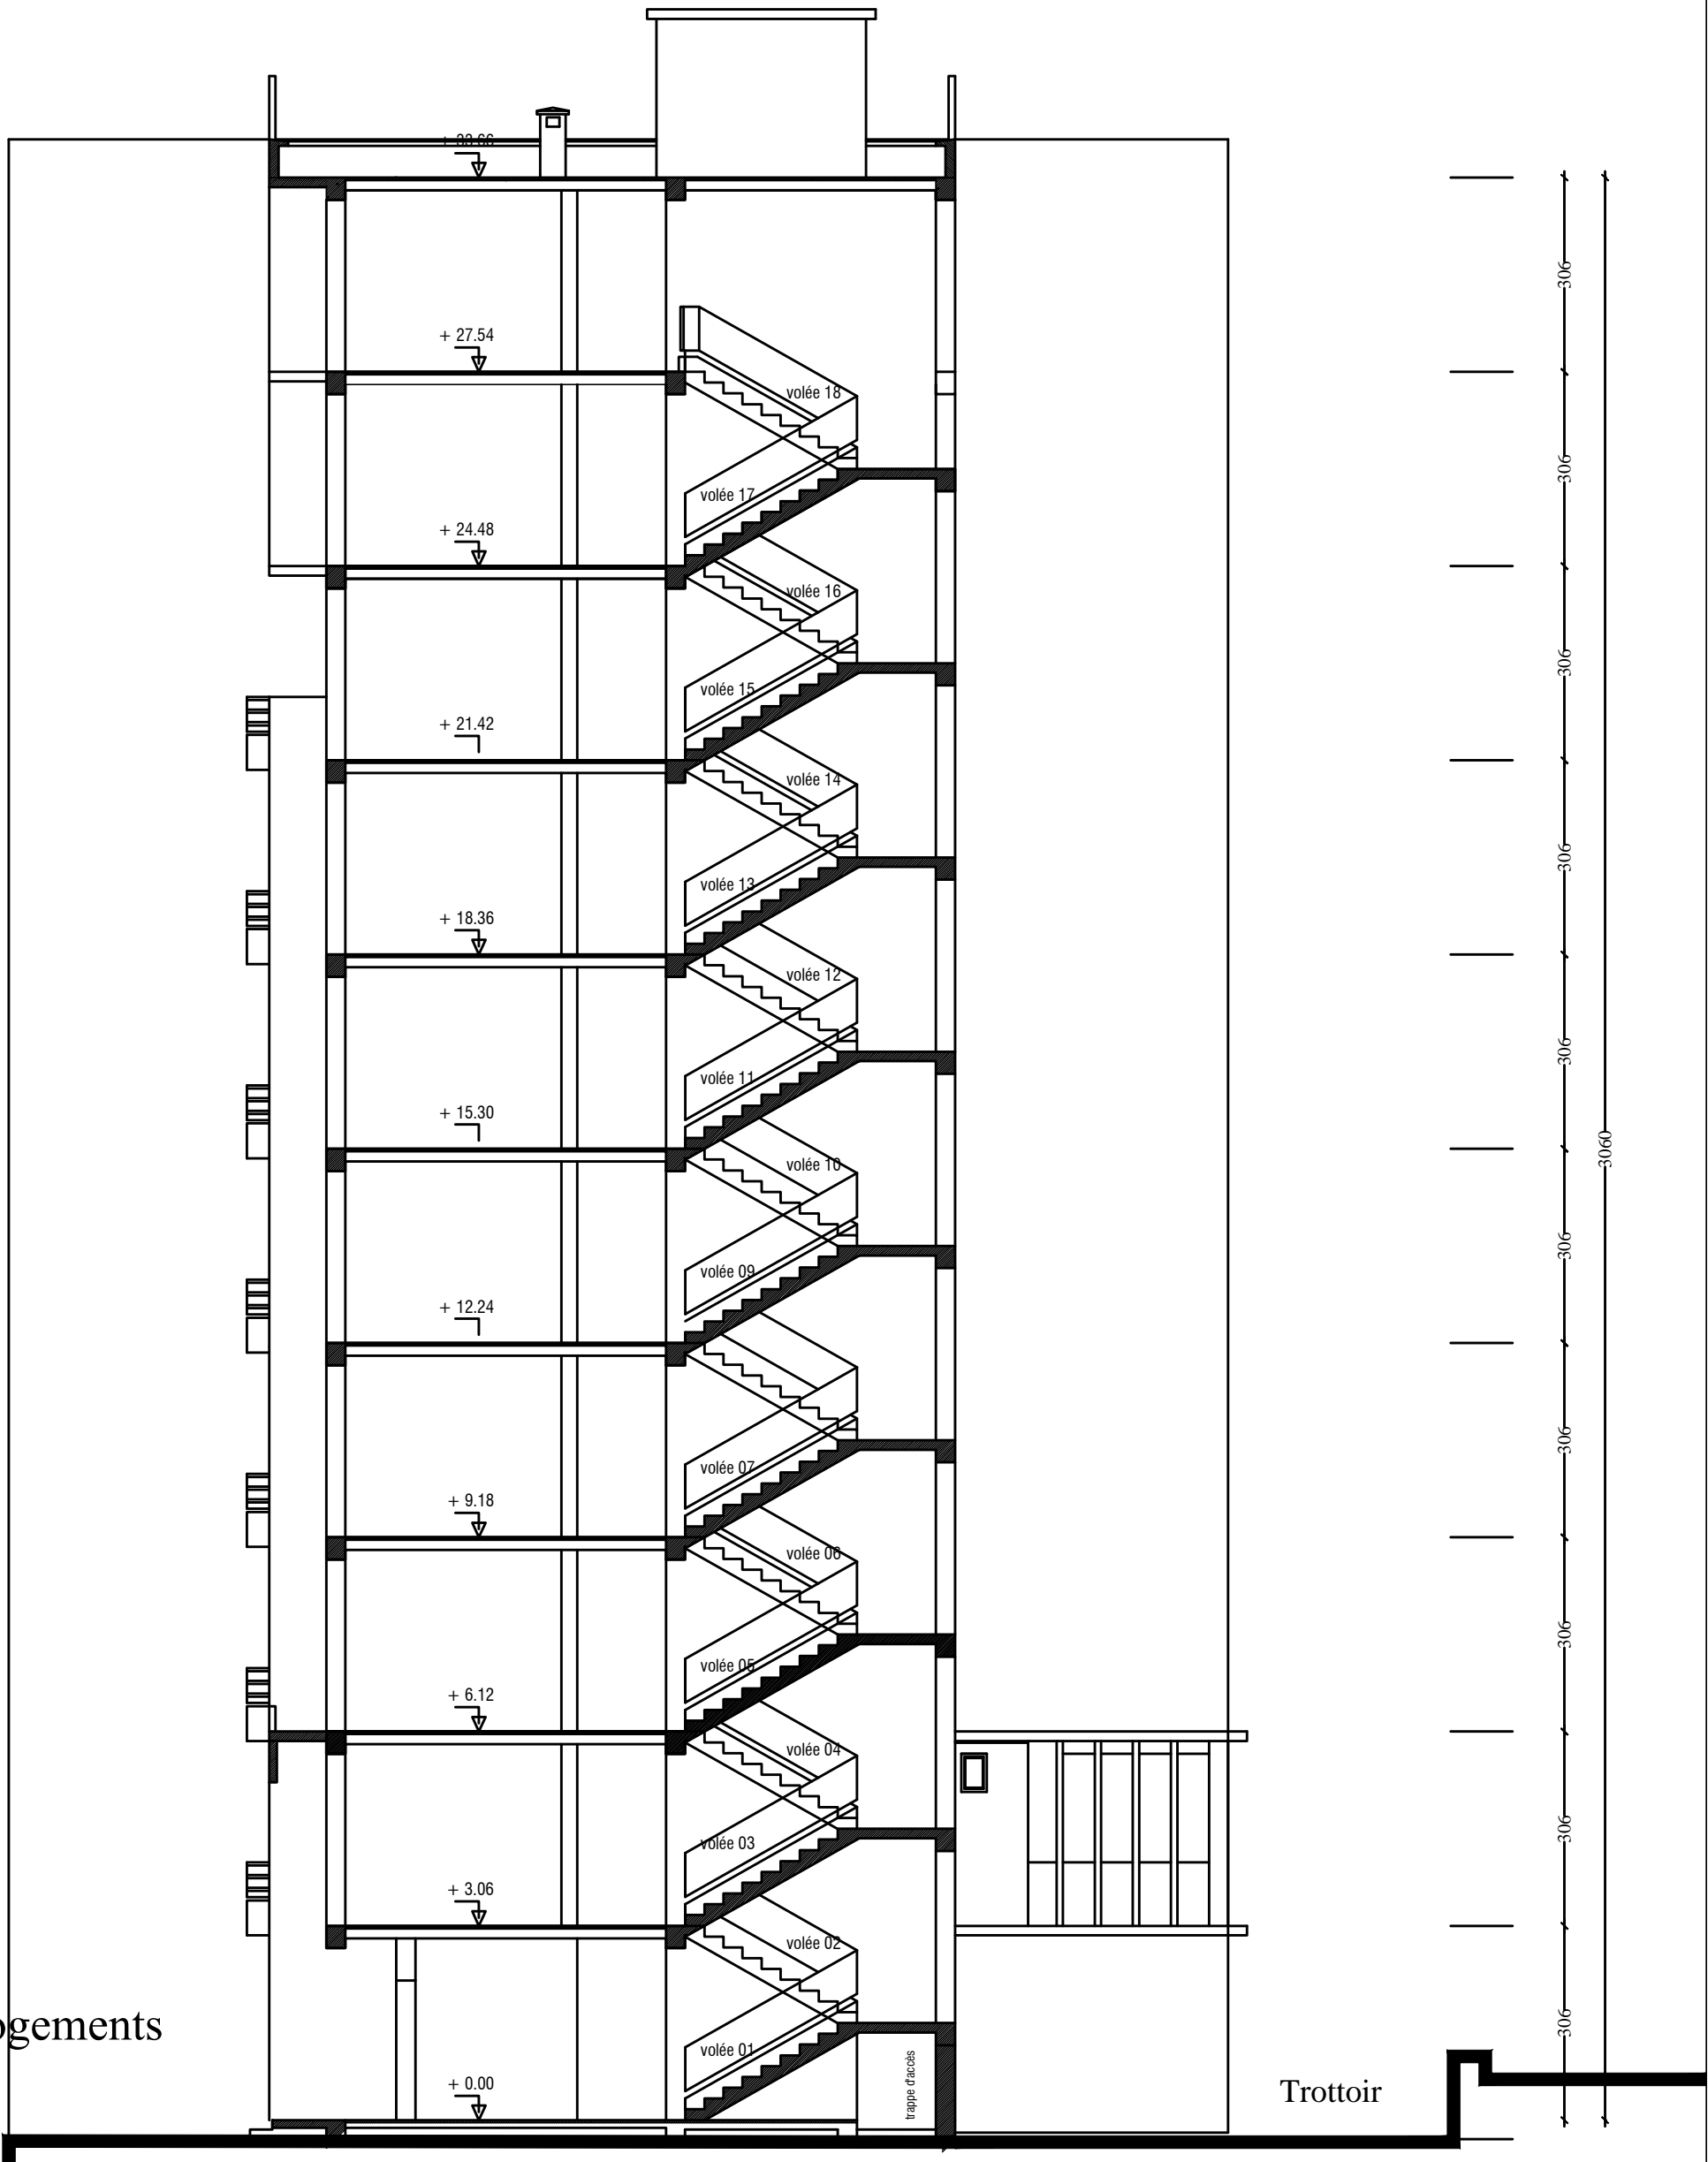 + 33.66
306
+ 27.54
volée 18
306
volée 17
+ 24.48
volée 16
306
volée 15
+ 21.42
volée 14
306
volée 13
+ 18.36
volée 12
306
volée 11
+ 15.30
3060
volée 10
306
volée 09
+ 12.24
306
volée 07
+ 9.18
volée 06
306
volée 05
+ 6.12
volée 04
306
volée 03
+ 3.06
volée 02
306
ogements
volée 01
trappe d'accès
+ 0.00
Trottoir